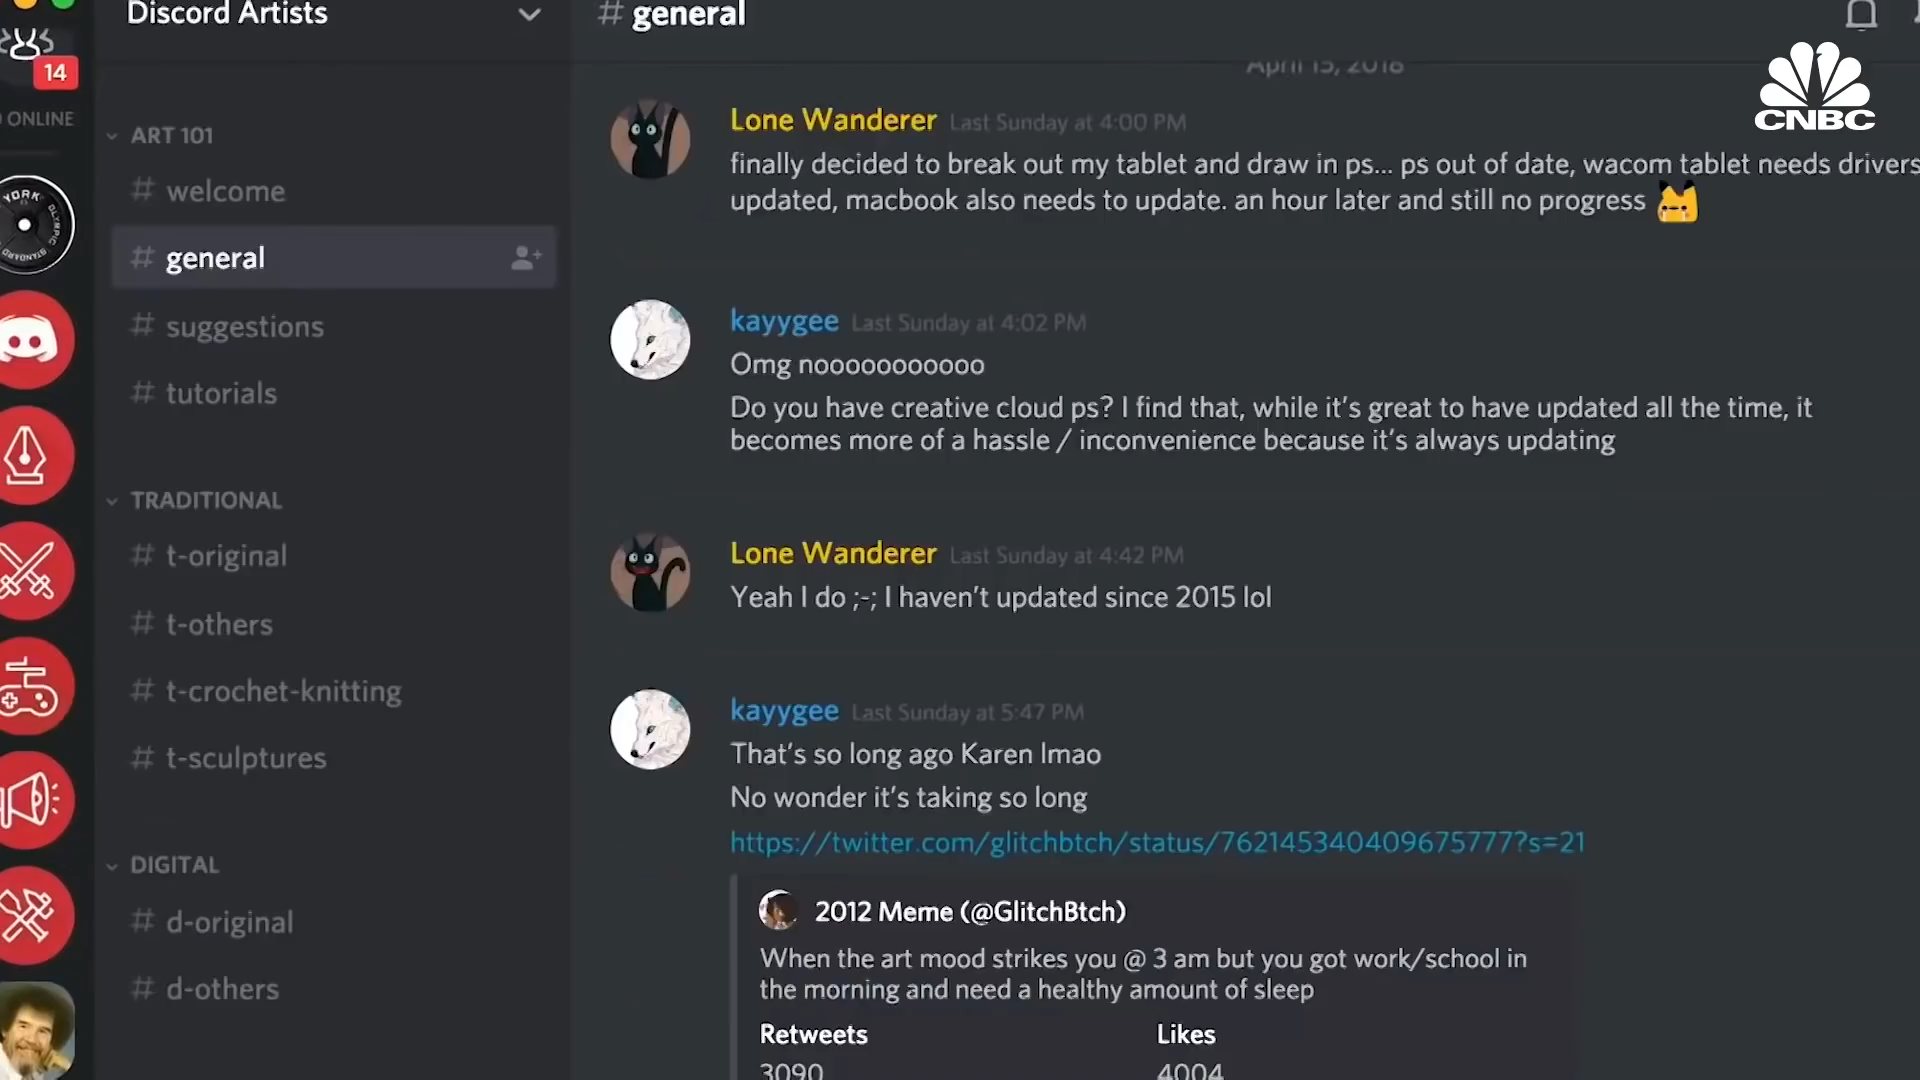 Discord Artists
# general
14
ONLINE
April 15, 2018
CNBC
ART 101
# welcome
# general
# suggestions
# tutorials
TRADITIONAL
# t-original
# t-others
# t-crochet-knitting
# t-sculptures
DIGITAL
# d-original
# d-others
YORK
OLYMPIC
STANDARD
Lone Wanderer Last Sunday at 4:00 PM
finally decided to break out my tablet and draw in ps... ps out of date, wacom tablet needs drivers
updated, macbook also needs to update. an hour later and still no progress
kayygee Last Sunday at 4:02 PM
Omg nooooooooooo
Do you have creative cloud ps? I find that, while it's great to have updated all the time, it
becomes more of a hassle / inconvenience because it's always updating
Lone Wanderer Last Sunday at 4:42 PM
Yeah I do ;-; I haven't updated since 2015 lol
kayygee Last Sunday at 5:47 PM
That's so long ago Karen lmao
No wonder it's taking so long
https://twitter.com/glitchbtch/status/762145340409675777?s=21
2012 Meme (@GlitchBtch)
When the art mood strikes you @ 3 am but you got work/school in
the morning and need a healthy amount of sleep
Retweets Likes
3090 4004